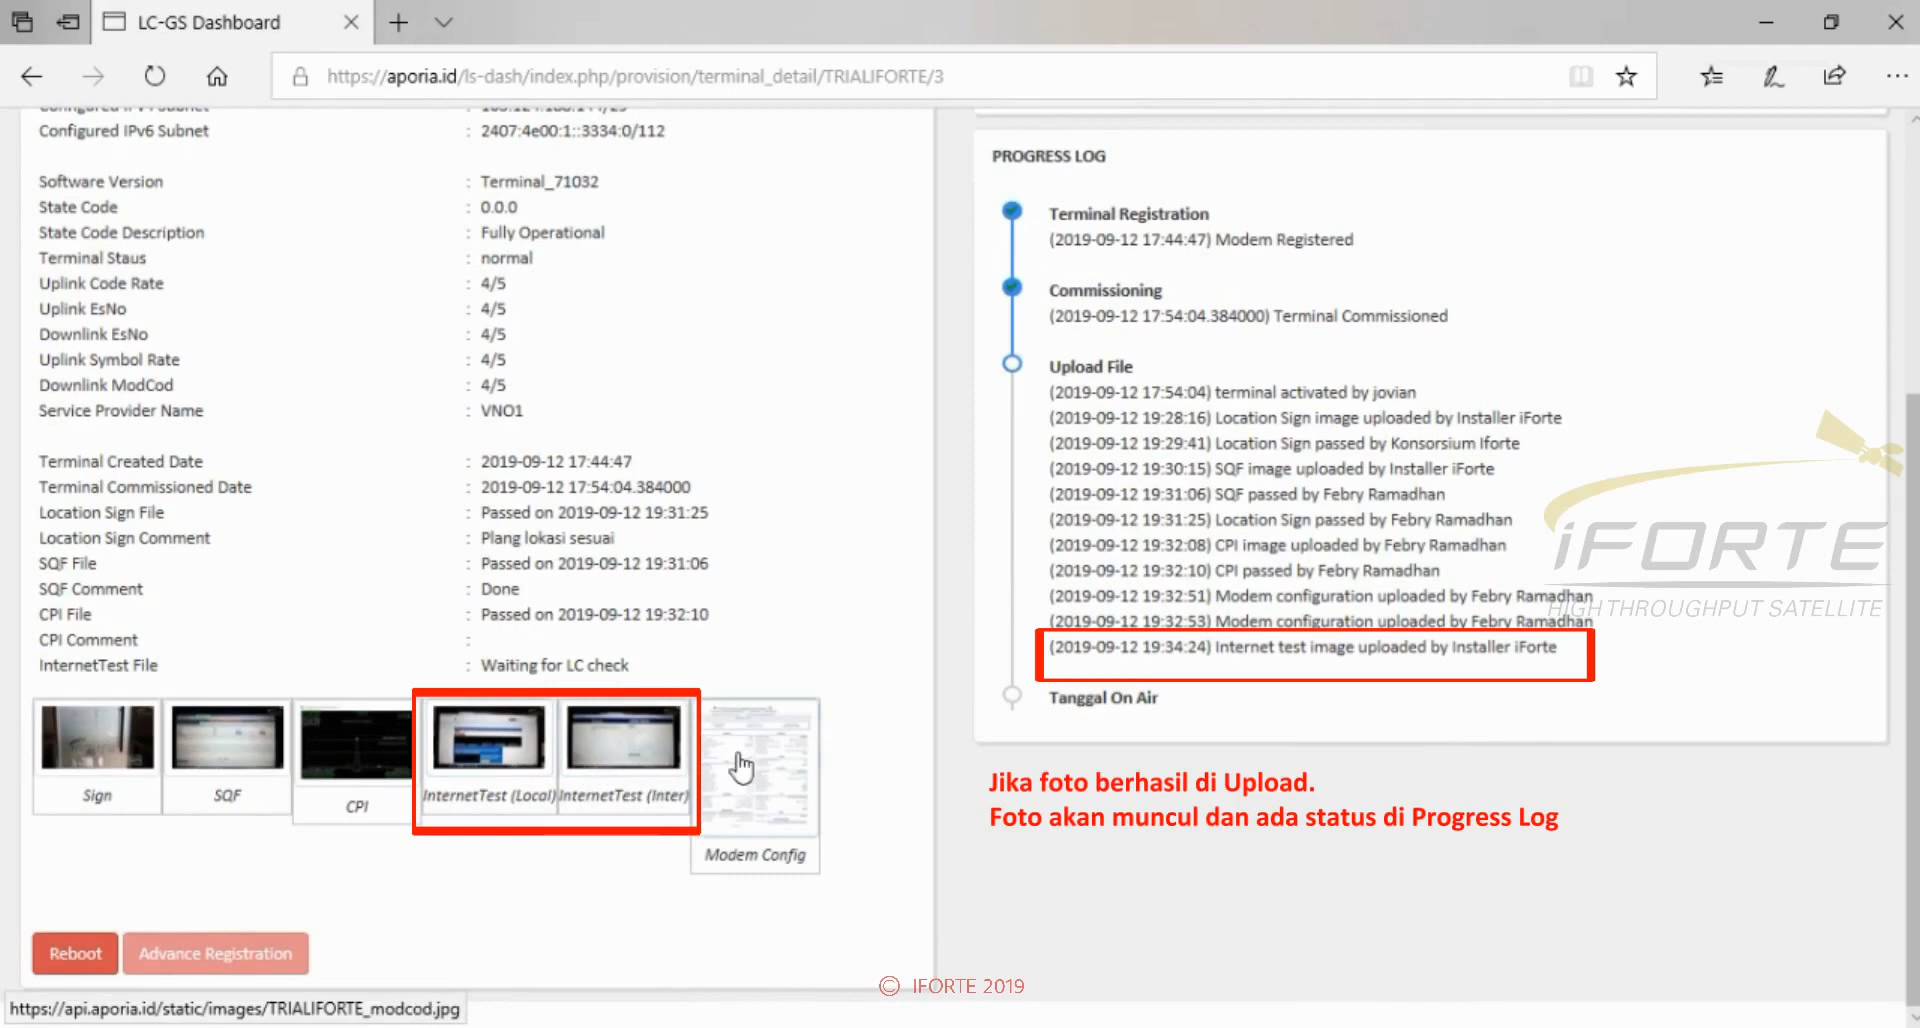 LC-GS Dashboard
https://aporia.id/ls-dash/index.php/provision/terminal_detail/TRIALIFORTE/3
Configured IPv6 Subnet : 2407:4e00:1::3334:0/112
Software Version : Terminal_71032
State Code : 0.0.0
State Code Description : Fully Operational
Terminal Staus : normal
Uplink Code Rate : 4/5
Uplink EsNo : 4/5
Downlink EsNo : 4/5
Uplink Symbol Rate : 4/5
Downlink ModCod : 4/5
Service Provider Name : VNO1
Terminal Created Date : 2019-09-12 17:44:47
Terminal Commissioned Date : 2019-09-12 17:54:04.384000
Location Sign File : Passed on 2019-09-12 19:31:25
Location Sign Comment : Plang lokasi sesuai
SQF File : Passed on 2019-09-12 19:31:06
SQF Comment : Done
CPI File : Passed on 2019-09-12 19:32:10
CPI Comment :
InternetTest File : Waiting for LC check
Sign
SQF
CPI
InternetTest (Local)
InternetTest (Inter)
Modem Config
Reboot
Advance Registration
https://api.aporia.id/static/images/TRIALIFORTE_modcod.jpg
PROGRESS LOG
Terminal Registration
(2019-09-12 17:44:47) Modem Registered
Commissioning
(2019-09-12 17:54:04.384000) Terminal Commissioned
Upload File
(2019-09-12 17:54:04) terminal activated by jovian
(2019-09-12 19:28:16) Location Sign image uploaded by Installer iForte
(2019-09-12 19:29:41) Location Sign passed by Konsorsium Iforte
(2019-09-12 19:30:15) SQF image uploaded by Installer iForte
(2019-09-12 19:31:06) SQF passed by Febry Ramadhan
(2019-09-12 19:31:25) Location Sign passed by Febry Ramadhan
(2019-09-12 19:32:08) CPI image uploaded by Febry Ramadhan
(2019-09-12 19:32:10) CPI passed by Febry Ramadhan
(2019-09-12 19:32:51) Modem configuration uploaded by Febry Ramadhan
(2019-09-12 19:32:53) Modem configuration uploaded by Febry Ramadhan
(2019-09-12 19:34:24) Internet test image uploaded by Installer iForte
Tanggal On Air
iFORTE
HIGH THROUGHPUT SATELLITE
Jika foto berhasil di Upload.
Foto akan muncul dan ada status di Progress Log
© IFORTE 2019